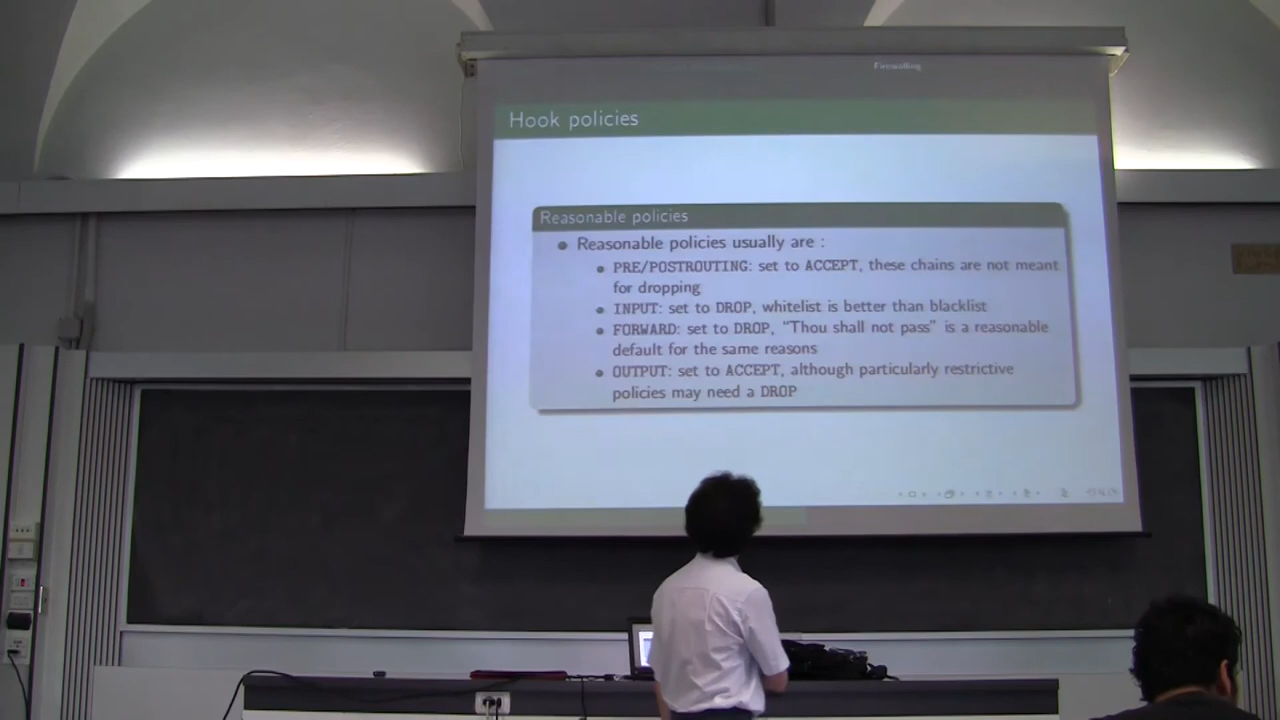 Firewalling
Hook policies
Reasonable policies
Reasonable policies usually are :
PRE/POSTROUTING: set to ACCEPT, these chains are not meant
for dropping
INPUT: set to DROP, whitelist is better than blacklist
FORWARD: set to DROP, “Thou shall not pass” is a reasonable
default for the same reasons
OUTPUT: set to ACCEPT, although particularly restrictive
policies may need a DROP